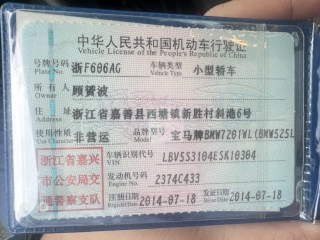 中华人民共和国机动车行驶证
Vehicle License of the People's Republic of China
号牌号码 浙F606AG 车辆类型 小型轿车
Plate No. Vehicle Type
所有人 顾贇波
Owner
住址 浙江省嘉善县西塘镇新胜村斜港6号
Address
使用性质 非营运 品牌型号 宝马牌BMW7201WL(BMW525L
Use Character Model
浙江省嘉兴市公安局交通警察支队
车辆识别代号 LBV5S3104ESK10304
VIN
发动机号码 2374C433
Engine No.
注册日期 2014-07-18 发证日期 2014-07-18
Register Date Issue Date